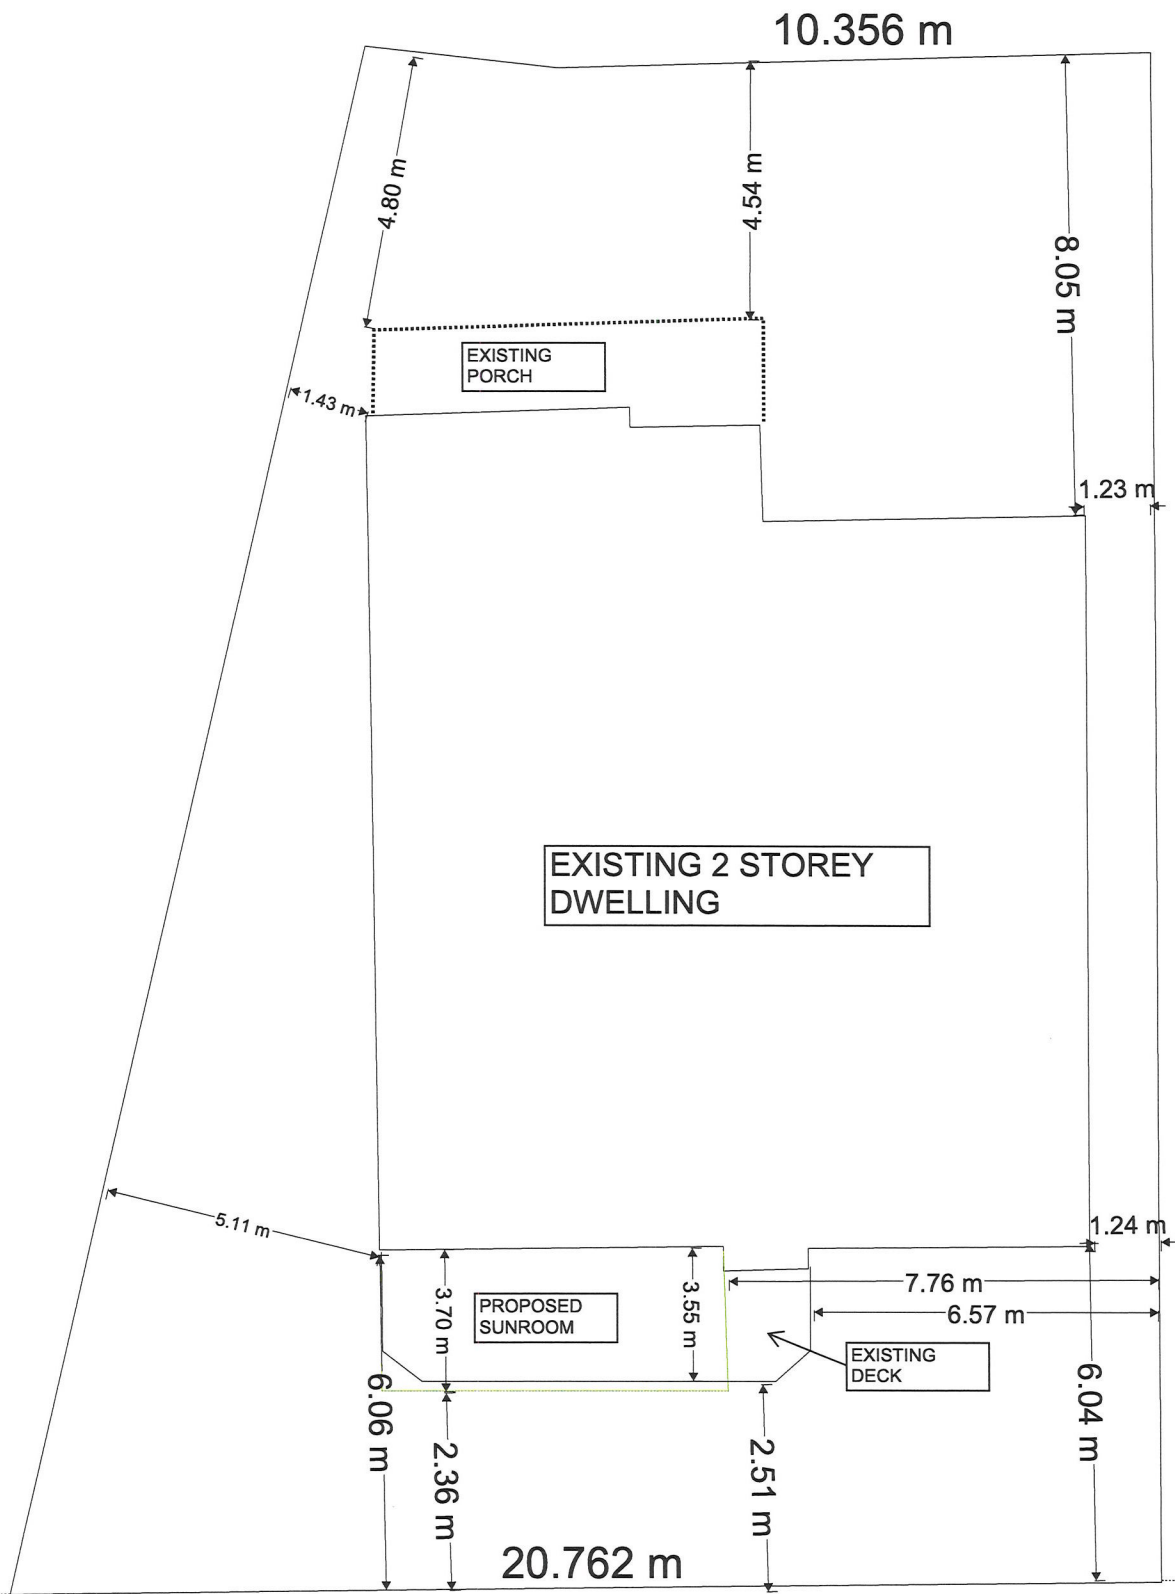 10.356 m
4.80 m
4.54 m
8.05 m
EXISTING
PORCH
1.43 m
1.23 m
EXISTING 2 STOREY
DWELLING
5.11 m
1.24 m
7.76 m
3.70 m
PROPOSED
SUNROOM
3.55 m
6.57 m
EXISTING
DECK
6.06 m
2.36 m
2.51 m
6.04 m
20.762 m